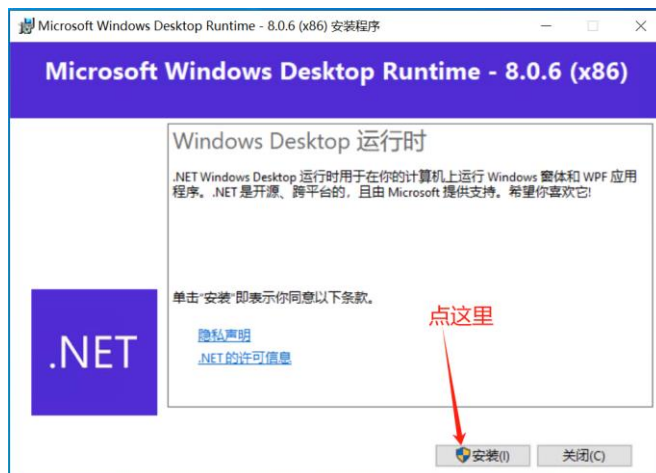 Microsoft Windows Desktop Runtime - 8.0.6 (x86) 安装程序
Microsoft Windows Desktop Runtime - 8.0.6 (x86)
Windows Desktop 运行时
.NET Windows Desktop 运行时用于在你的计算机上运行 Windows 窗体和 WPF 应用
程序。.NET 是开源、跨平台的，且由 Microsoft 提供支持。希望你喜欢它!
单击“安装”即表示你同意以下条款。
点这里
隐私声明
.NET
.NET 的许可信息
安装(I)
关闭(C)